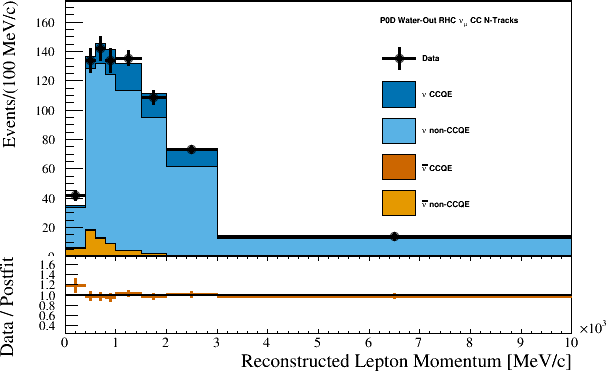 P0D Water-Out RHC ν μ CC N-Tracks
Events/(100 MeV/c)
160
140
120
100
80
60
40
20
0
Data
ν CCQE
ν non-CCQE
ν̅ CCQE
ν̅ non-CCQE
Data / Postfit
1.6
1.4
1.2
1.0
0.8
0.6
0.4
0 1 2 3 4 5 6 7 8 9 10
×10³
Reconstructed Lepton Momentum [MeV/c]